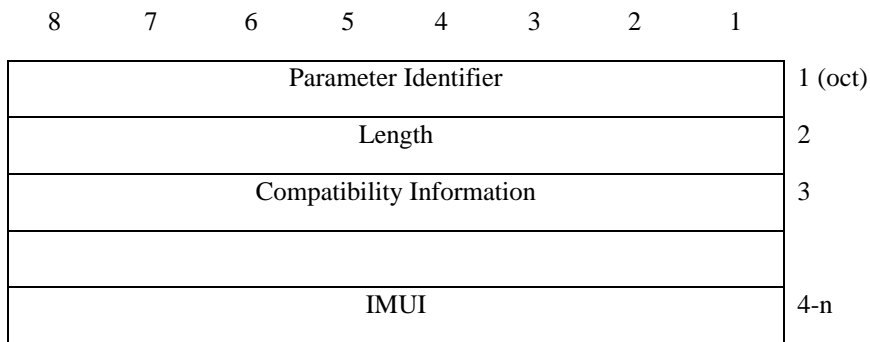 8 7 6 5 4 3 2 1
Parameter Identifier 1 (oct)
Length 2
Compatibility Information 3
IMUI 4-n